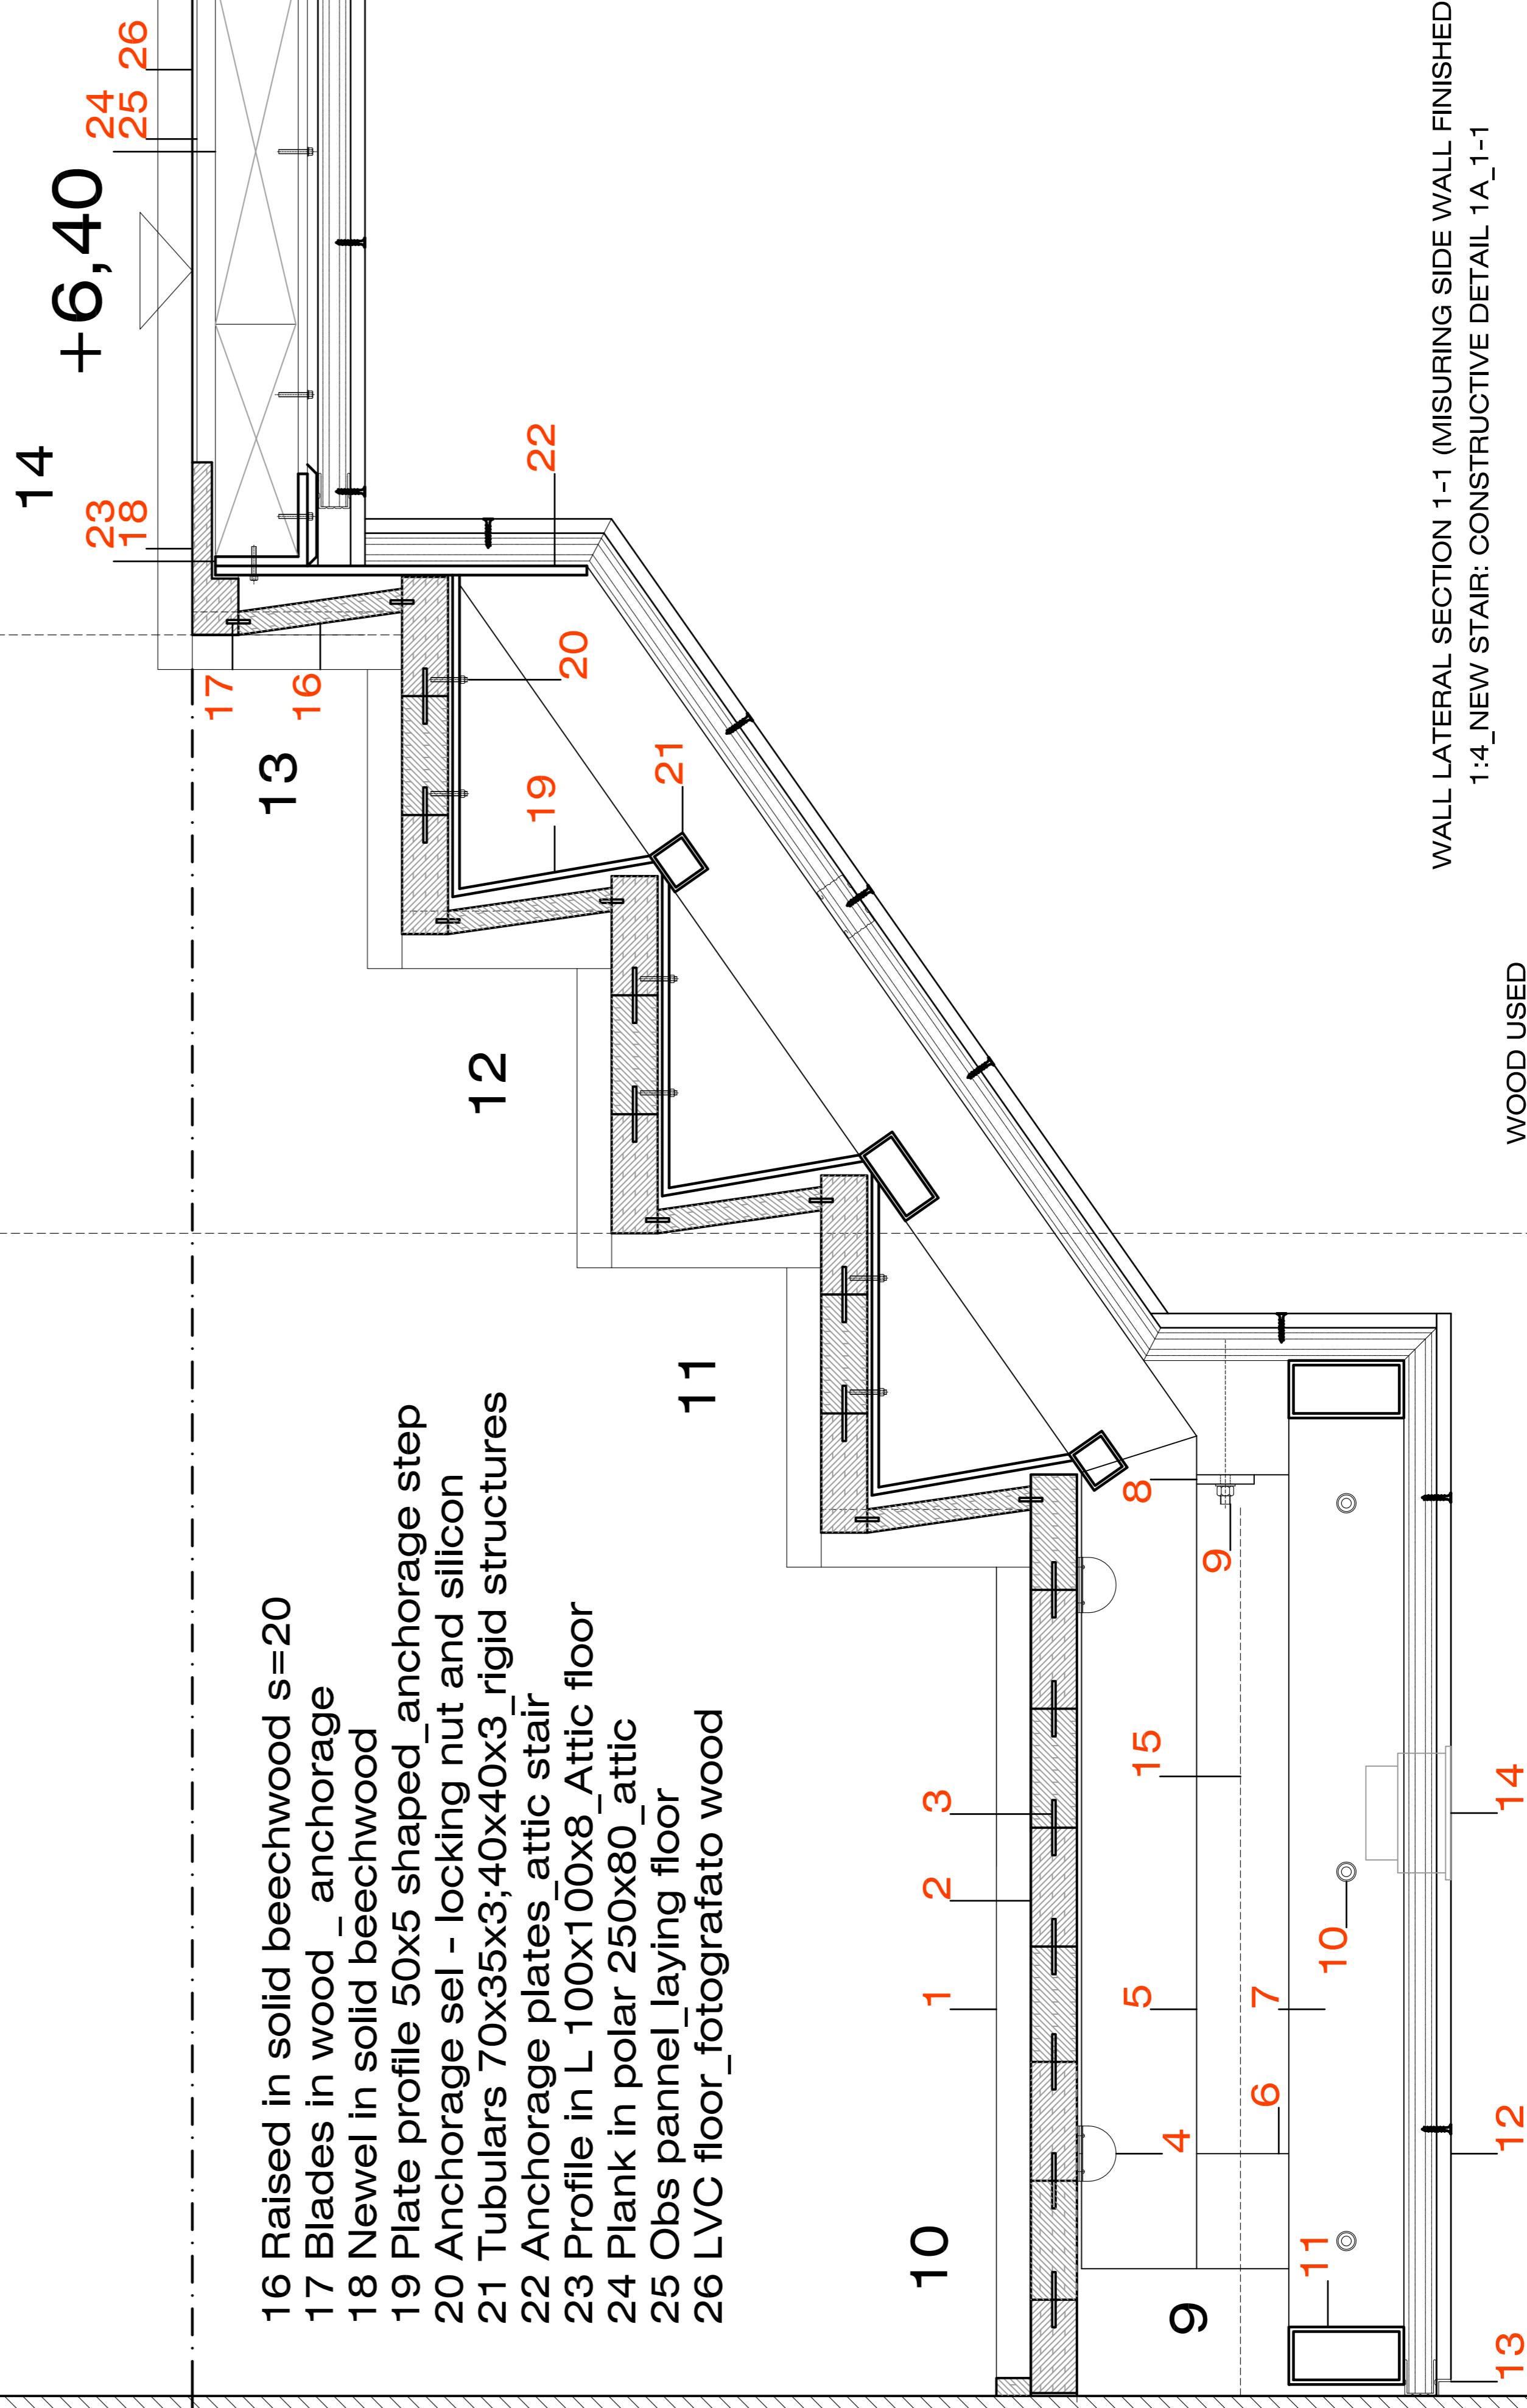 14
+6,40
23
18
24
25
26
17
16
13
22
20
19
21
12
11
16 Raised in solid beechwood s=20
17 Blades in wood _ anchorage
18 Newel in solid beechwood
19 Plate profile 50x5 shaped_anchorage step
20 Anchorage sel - locking nut and silicon
21 Tubulars 70x35x3;40x40x3_rigid structures
22 Anchorage plates_attic stair
23 Profile in L 100x100x8_Attic floor
24 Plank in polar 250x80_attic
25 Obs pannel_laying floor
26 LVC floor_fotografato wood
10
1
2
3
8
9
4
5
15
9
6
7
10
11
13
12
14
WALL LATERAL SECTION 1-1 (MISURING SIDE WALL FINISHED
1:4_NEW STAIR: CONSTRUCTIVE DETAIL 1A_1-1
WOOD USED